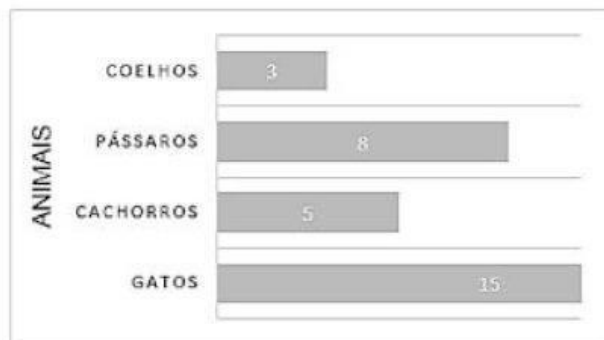 ANIMAIS
COELHOS 3
PÁSSAROS 8
CACHORROS 5
GATOS 15